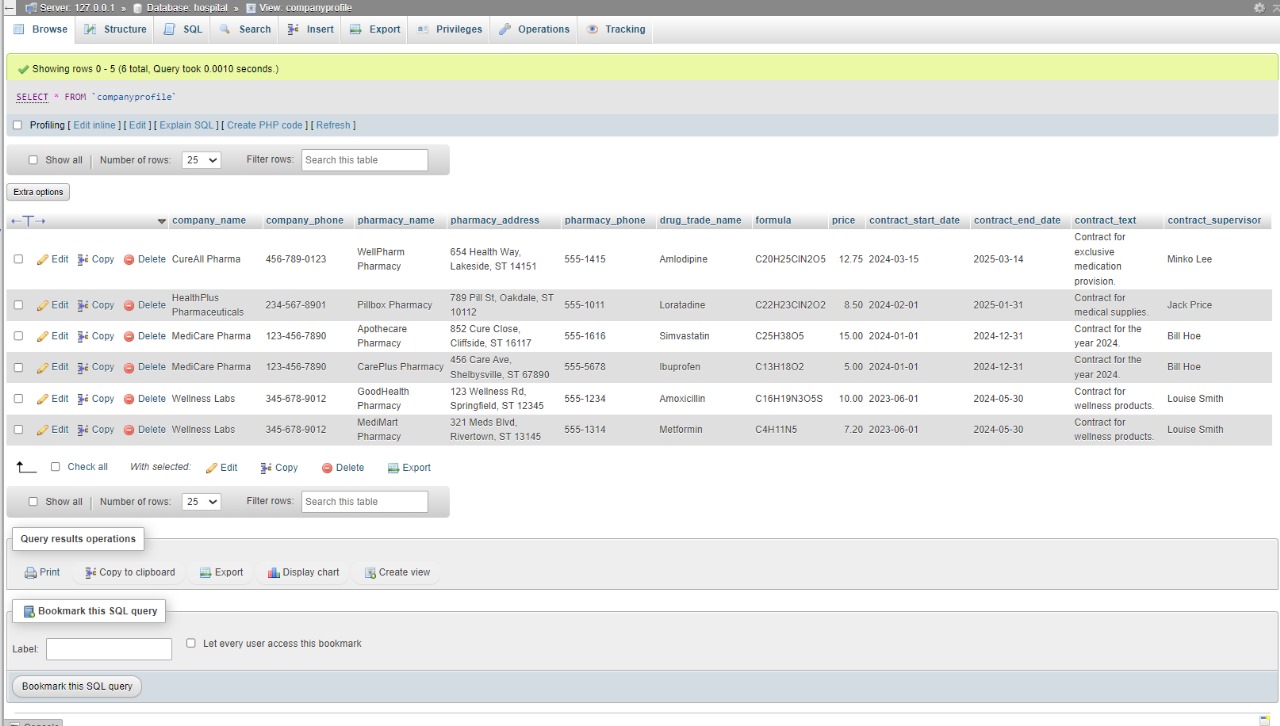 Server: 127.0.0.1 » Database: hospital » View: companyprofile
Browse Structure SQL Search Insert Export Privileges Operations Tracking
Showing rows 0 - 5 (6 total, Query took 0.0010 seconds.)
SELECT * FROM `companyprofile`
Profiling [ Edit inline ] [ Edit ] [ Explain SQL ] [ Create PHP code ] [ Refresh ]
Show all | Number of rows: 25 Filter rows: Search this table
Extra options
←T→ company_name company_phone pharmacy_name pharmacy_address pharmacy_phone drug_trade_name formula price contract_start_date contract_end_date contract_text contract_supervisor
Edit Copy Delete CureAll Pharma 456-789-0123 WellPharm Pharmacy 654 Health Way, Lakeside, ST 14151 555-1415 Amlodipine C20H25ClN2O5 12.75 2024-03-15 2025-03-14 Contract for exclusive medication provision. Minko Lee
Edit Copy Delete HealthPlus Pharmaceuticals 234-567-8901 Pillbox Pharmacy 789 Pill St, Oakdale, ST 10112 555-1011 Loratadine C22H23ClN2O2 8.50 2024-02-01 2025-01-31 Contract for medical supplies. Jack Price
Edit Copy Delete MediCare Pharma 123-456-7890 Apothecare Pharmacy 852 Cure Close, Cliffside, ST 16117 555-1616 Simvastatin C25H38O5 15.00 2024-01-01 2024-12-31 Contract for the year 2024. Bill Hoe
Edit Copy Delete MediCare Pharma 123-456-7890 CarePlus Pharmacy 456 Care Ave, Shelbysville, ST 67890 555-5678 Ibuprofen C13H18O2 5.00 2024-01-01 2024-12-31 Contract for the year 2024. Bill Hoe
Edit Copy Delete Wellness Labs 345-678-9012 GoodHealth Pharmacy 123 Wellness Rd, Springfield, ST 12345 555-1234 Amoxicillin C16H19N3O5S 10.00 2023-06-01 2024-05-30 Contract for wellness products. Louise Smith
Edit Copy Delete Wellness Labs 345-678-9012 MediMart Pharmacy 321 Meds Blvd, Rivertown, ST 13145 555-1314 Metformin C4H11N5 7.20 2023-06-01 2024-05-30 Contract for wellness products. Louise Smith
Check all With selected: Edit Copy Delete Export
Show all | Number of rows: 25 Filter rows: Search this table
Query results operations
Print Copy to clipboard Export Display chart Create view
Bookmark this SQL query
Label: Let every user access this bookmark
Bookmark this SQL query
Console